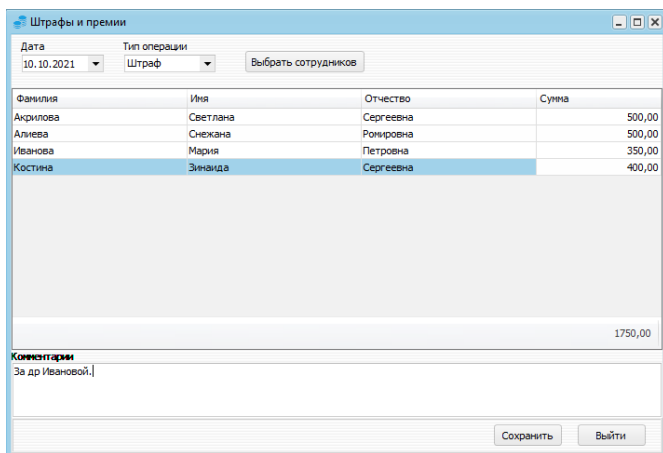 Штрафы и премии
Дата Тип операции
10.10.2021 Штраф Выбрать сотрудников
Фамилия Имя Отчество Сумма
Акрилова Светлана Сергеевна 500,00
Алиева Снежана Ромировна 500,00
Иванова Мария Петровна 350,00
Костина Зинаида Сергеевна 400,00
1750,00
Комментарии
За др Ивановой.
Сохранить Выйти